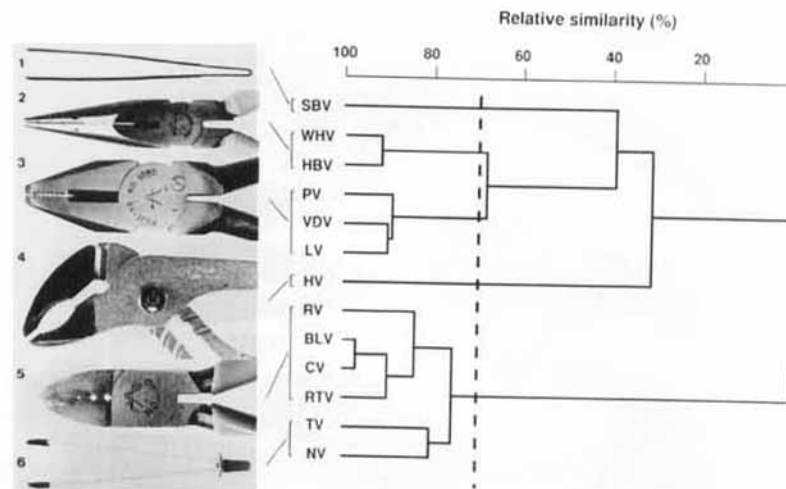 Relative similarity (%)
100 80 60 40 20
1
2
3
4
5
6
SBV
WHV
HBV
PV
VDV
LV
HV
RV
BLV
CV
RTV
TV
NV